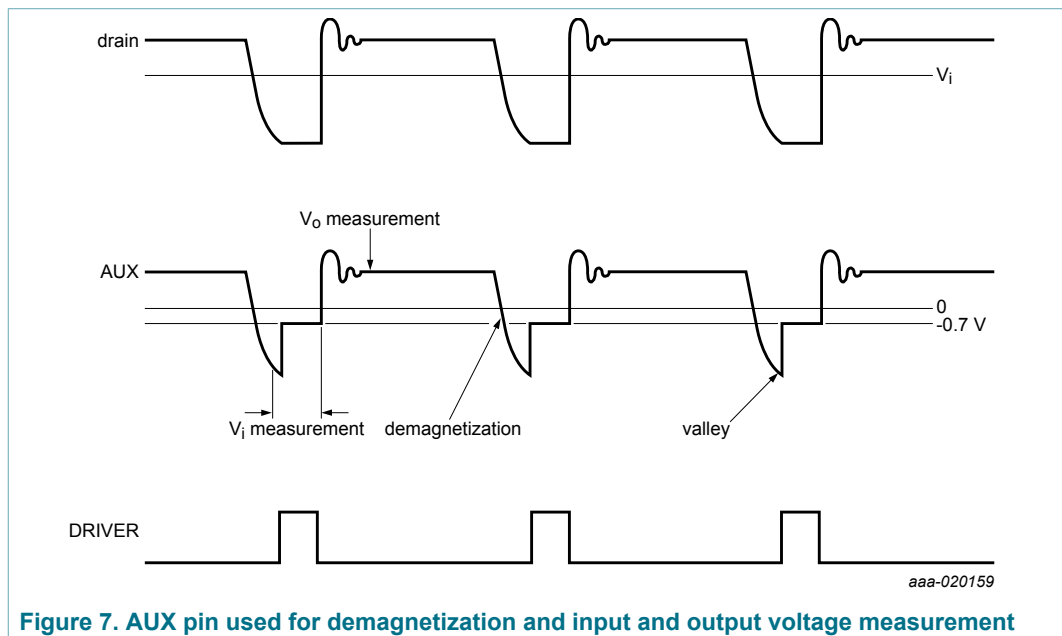 drain
Vi
Vo measurement
AUX
0
-0.7 V
Vi measurement
demagnetization
valley
DRIVER
aaa-020159
Figure 7. AUX pin used for demagnetization and input and output voltage measurement